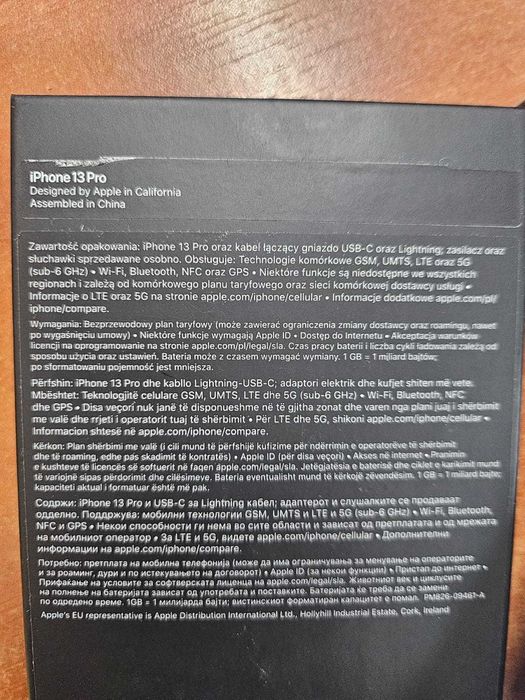 iPhone 13 Pro
Designed by Apple in California
Assembled in China
Zawartość opakowania: iPhone 13 Pro oraz kabel łączący gniazdo USB-C oraz Lightning; zasilacz oraz
słuchawki sprzedawane osobno. Obsługuje: Technologie komórkowe GSM, UMTS, LTE oraz 5G
(sub-6 GHz) • Wi-Fi, Bluetooth, NFC oraz GPS • Niektóre funkcje są niedostępne we wszystkich
regionach i zależą od komórkowego planu taryfowego oraz sieci komórkowej dostawcy usługi •
Informacje o LTE oraz 5G na stronie apple.com/iphone/cellular • Informacje dodatkowe apple.com/pl/
iphone/compare.
Wymagania: Bezprzewodowy plan taryfowy (może zawierać ograniczenia zmiany dostawcy oraz roamingu, nawet
po wygaśnięciu umowy) • Niektóre funkcje wymagają Apple ID • Dostęp do Internetu • Akceptacja warunków
licencji na oprogramowanie na stronie apple.com/pl/legal/sla. Czas pracy baterii i liczba cykli ładowania zależą od
sposobu użycia oraz ustawień. Bateria może z czasem wymagać wymiany. 1 GB = 1 miliard bajtów;
po sformatowaniu pojemność jest mniejsza.
Përfshin: iPhone 13 Pro dhe kabllo Lightning-USB-C; adaptori elektrik dhe kufjet shiten më vete.
Mbështet: Teknologjitë celulare GSM, UMTS, LTE dhe 5G (sub-6 GHz) • Wi-Fi, Bluetooth, NFC
dhe GPS • Disa veçori nuk janë të disponueshme në të gjitha zonat dhe varen nga plani juaj i shërbimit
me valë dhe rrjeti i operatorit tuaj të shërbimit • Për LTE dhe 5G, shikoni apple.com/iphone/cellular •
Informacion shtesë në apple.com/iphone/compare.
Kërkon: Plan shërbimi me valë (i cili mund të përfshijë kufizime për ndërrimin e operatorëve të shërbimit
dhe të roaming, edhe pas skadimit të kontratës) • Apple ID (për disa veçori) • Akses në internet • Pranimin
e kushteve të licencës së softuerit në faqen apple.com/legal/sla. Jetëgjatësia e baterisë dhe ciklet e karikimit mund
të variojnë sipas përdorimit dhe cilësimeve. Bateria eventualisht mund të kërkojë zëvendësim. 1 GB = 1 miliard bajte;
kapaciteti aktual i formatuar është më pak.
Содржи: iPhone 13 Pro и USB-C за Lightning кабел; адаптерот и слушалките се продаваат
одделно. Поддржува: мобилни технологии GSM, UMTS, LTE и 5G (sub-6 GHz) • Wi-Fi, Bluetooth,
NFC и GPS • Некои способности ги нема во сите области и зависат од претплатата и од мрежата
на мобилниот оператор • За LTE и 5G, видете apple.com/iphone/cellular • Дополнителни
информации на apple.com/iphone/compare.
Потребно: претплата на мобилна телефонија (може да има ограничувања за менување на операторите
и за роаминг, дури и по истекувањето на договорот) • Apple ID (за некои функции) • Пристап до интернет •
Прифаќање на условите за софтверската лиценца на apple.com/legal/sla. Животниот век и циклусите
на полнење на батеријата зависат од употребата и поставките. Батеријата ќе треба да се замени
по одредено време. 1GB = 1 милијарда бајти; вистинскиот форматиран капацитет е помал. PM826-09461-A
Apple's EU representative is Apple Distribution International Ltd., Hollyhill Industrial Estate, Cork, Ireland